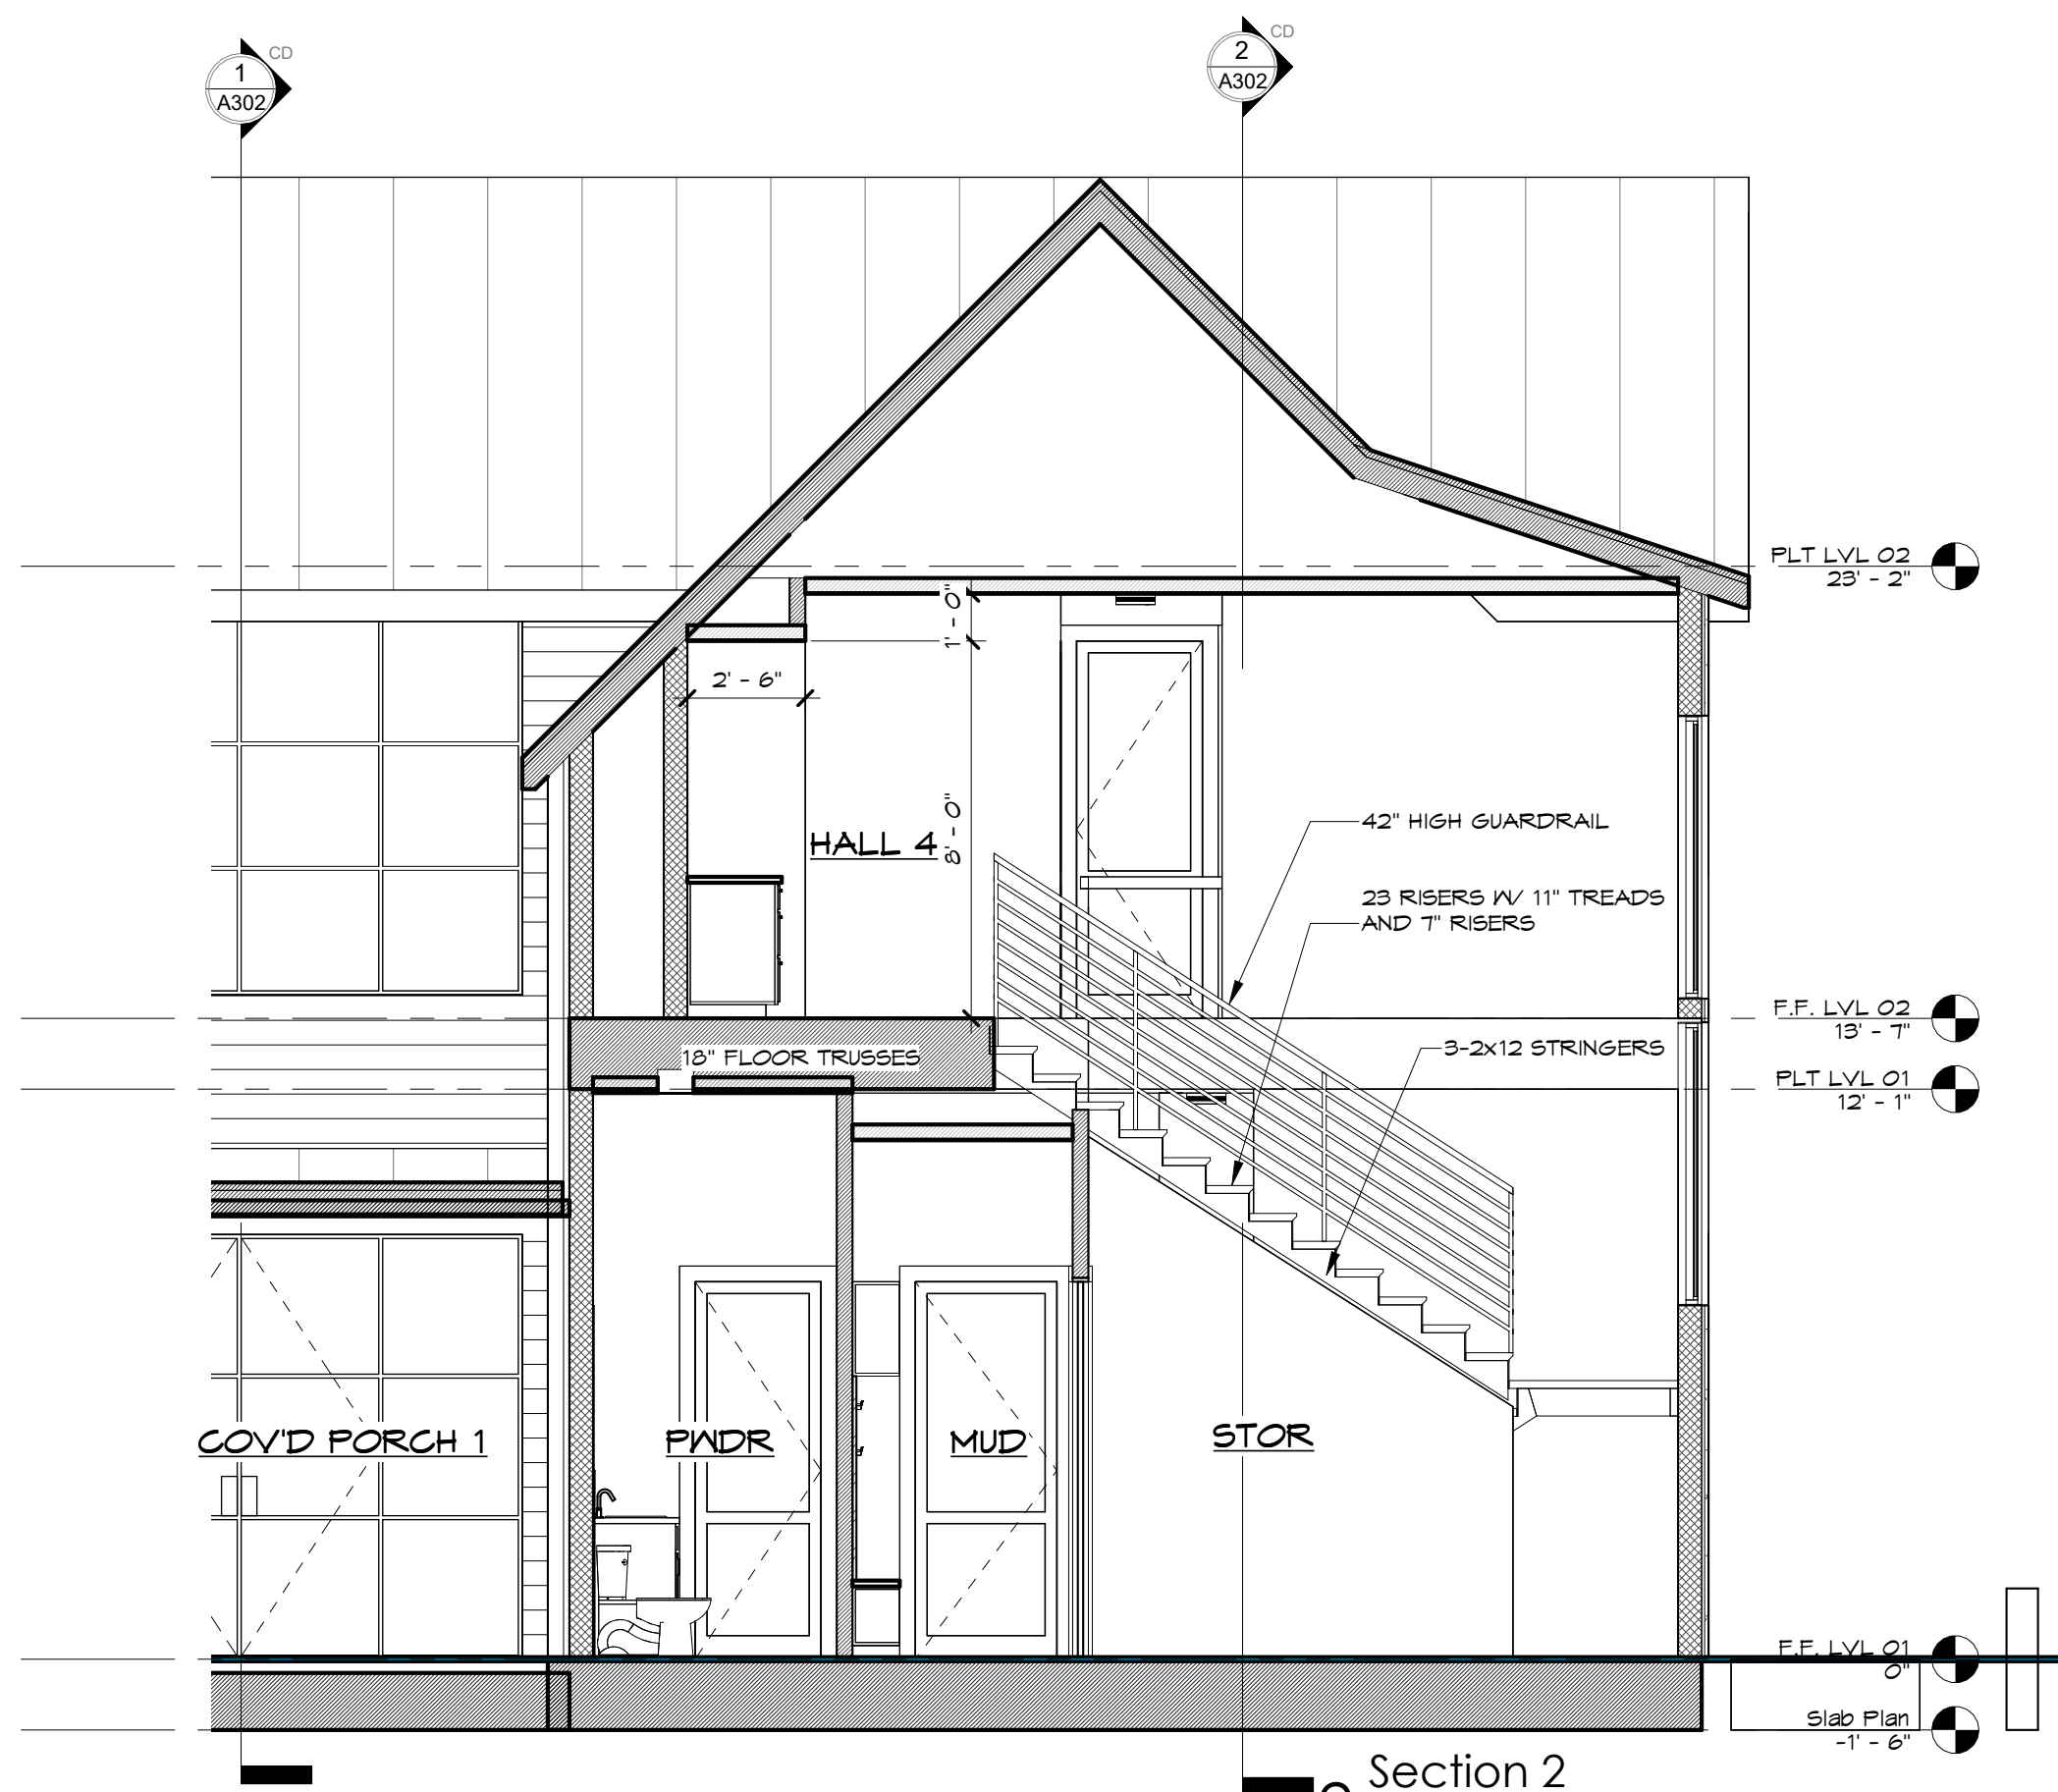 CD
1
A302
CD
2
A302
PLT LVL 02
23' - 2"
1' - 0"
2' - 6"
HALL 4
8' - 0"
42" HIGH GUARDRAIL
23 RISERS W/ 11" TREADS
AND 7" RISERS
F.F. LVL 02
13' - 7"
18" FLOOR TRUSSES
3-2x12 STRINGERS
PLT LVL 01
12' - 1"
COV'D PORCH 1
PWDR
MUD
STOR
F.F. LVL 01
0"
Slab Plan
-1' - 6"
Section 2